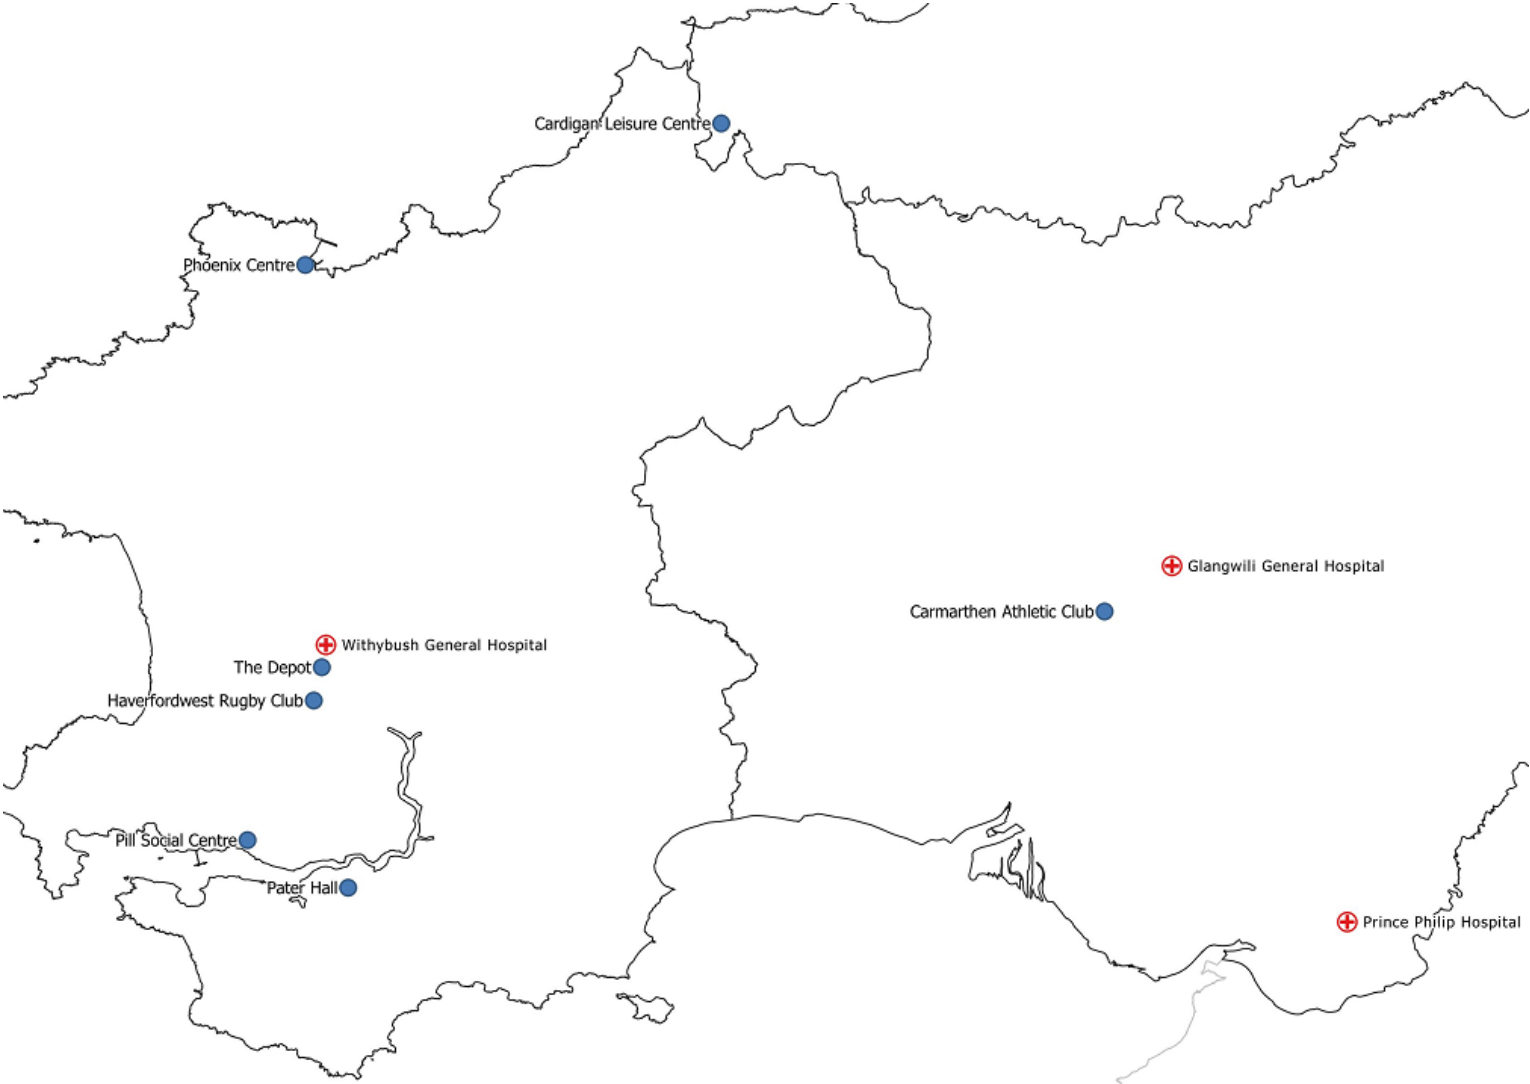 Cardigan Leisure Centre
Phoenix Centre
Glangwili General Hospital
Carmarthen Athletic Club
Withybush General Hospital
The Depot
Haverfordwest Rugby Club
Pill Social Centre
Pater Hall
Prince Philip Hospital